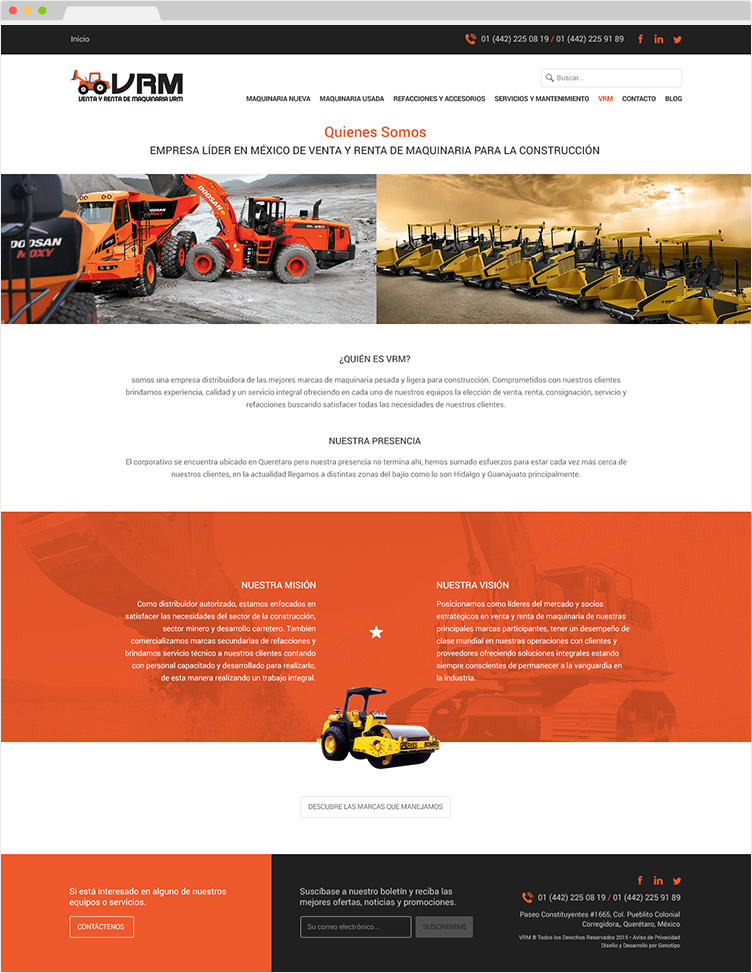 Inicio
01 (442) 225 08 19 / 01 (442) 225 91 89
VRM
VENTA Y RENTA DE MAQUINARIA VRM
Buscar...
MAQUINARIA NUEVA MAQUINARIA USADA REFACCIONES Y ACCESORIOS SERVICIOS Y MANTENIMIENTO VRM CONTACTO BLOG
Quienes Somos
EMPRESA LÍDER EN MÉXICO DE VENTA Y RENTA DE MAQUINARIA PARA LA CONSTRUCCIÓN
DOOSAN
MOXY
DOOSAN
MOXY
DOOSAN
¿QUIÉN ES VRM?
somos una empresa distribuidora de las mejores marcas de maquinaria pesada y ligera para construcción. Comprometidos con nuestros clientes
brindamos experiencia, calidad y un servicio integral ofreciendo en cada uno de nuestros equipos la elección de venta, renta, consignación, servicio y
refacciones buscando satisfacer todas las necesidades de nuestros clientes.
NUESTRA PRESENCIA
El corporativo se encuentra ubicado en Querétaro pero nuestra presencia no termina ahí, hemos sumado esfuerzos para estar cada vez más cerca de
nuestros clientes, en la actualidad llegamos a distintas zonas del bajío como lo son Hidalgo y Guanajuato principalmente.
NUESTRA MISIÓN
Como distribuidor autorizado, estamos enfocados en
satisfacer las necesidades del sector de la construcción,
sector minero y desarrollo carretero. También
comercializamos marcas secundarias de refacciones y
brindamos servicio técnico a nuestros clientes contando
con personal capacitado y desarrollado para realizarlo,
de esta manera realizando un trabajo integral.
NUESTRA VISIÓN
Posicionarnos como líderes del mercado y socios
estratégicos en venta y renta de maquinaria de nuestras
principales marcas participantes, tener un desempeño de
clase mundial en nuestras operaciones con clientes y
proveedores ofreciendo soluciones integrales estando
siempre conscientes de permanecer a la vanguardia en
la industria.
DESCUBRE LAS MARCAS QUE MANEJAMOS
Si está interesado en alguno de nuestros
equipos o servicios.
CONTÁCTENOS
Suscíbase a nuestro boletín y reciba las
mejores ofertas, noticias y promociones.
Su correo electrónico...
SUSCRIBIRME
01 (442) 225 08 19 / 01 (442) 225 91 89
Paseo Constituyentes #1665, Col. Pueblito Colonial
Corregidora,, Querétaro, México
VRM ® Todos los Derechos Reservados 2015 • Aviso de Privacidad
Diseño y Desarrollo por Genotipo